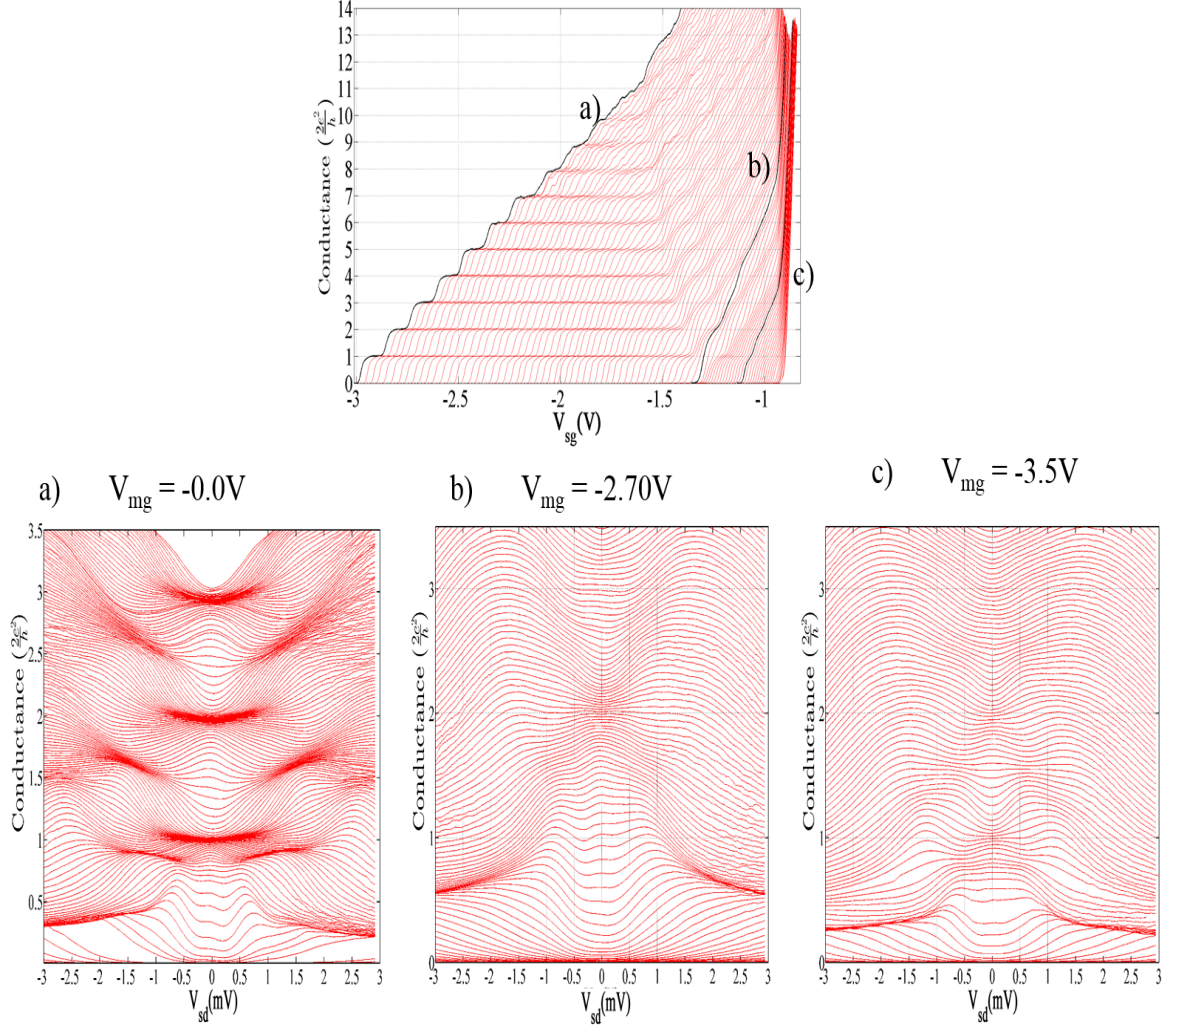 14
13
12
11
10
9
8
7
6
5
4
3
2
1
0
Conductance (2e²/h)
a)
b)
c)
-3 -2.5 -2 -1.5 -1
V_sg(V)
a) V_mg = -0.0V
b) V_mg = -2.70V
c) V_mg = -3.5V
3.5
3
2.5
2
1.5
1
0.5
Conductance (2e²/h)
-3 -2.5 -2 -1.5 -1 -0.5 0 0.5 1 1.5 2 2.5 3
V_sd(mV)
3
2
1
0
Conductance (2e²/h)
-3 -2.5 -2 -1.5 -1 -0.5 0 0.5 1 1.5 2 2.5 3
V_sd(mV)
3
2
1
0
Conductance (2e²/h)
-3 -2.5 -2 -1.5 -1 -0.5 0 0.5 1 1.5 2 2.5 3
V_sd(mV)